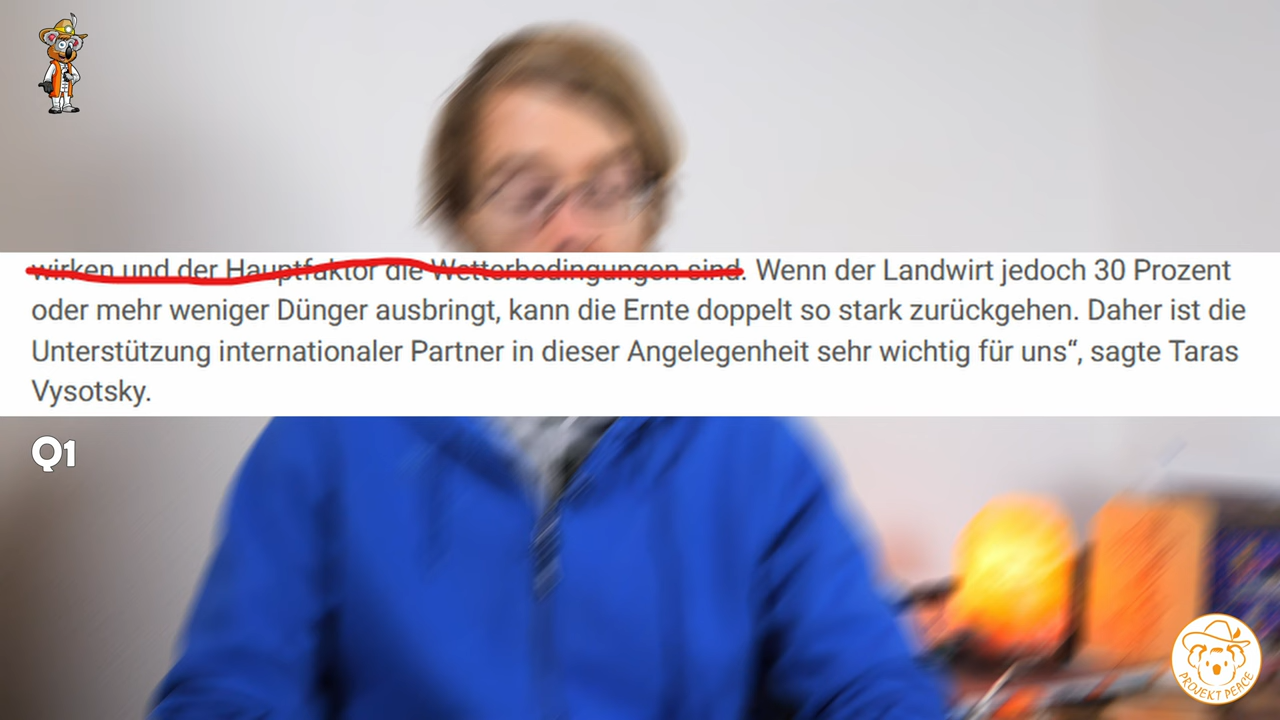 wirken und der Hauptfaktor die Wetterbedingungen sind. Wenn der Landwirt jedoch 30 Prozent
oder mehr weniger Dünger ausbringt, kann die Ernte doppelt so stark zurückgehen. Daher ist die
Unterstützung internationaler Partner in dieser Angelegenheit sehr wichtig für uns“, sagte Taras
Vysotsky.
Q1
PROJEKT PEACE